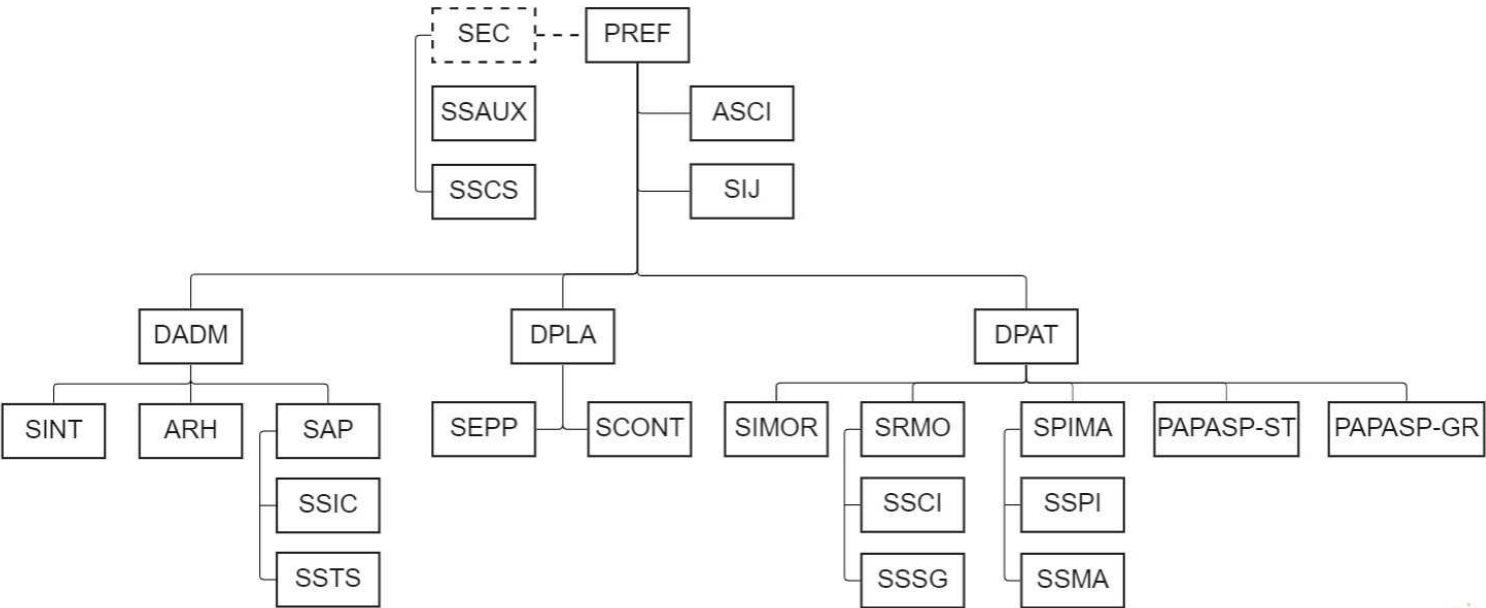 SEC PREF
SSAUX ASCI
SSCS SIJ
DADM DPLA DPAT
SINT ARH SAP SEPP SCONT SIMOR SRMO SPIMA PAPASP-ST PAPASP-GR
SSIC SSCI SSPI
SSTS SSSG SSMA